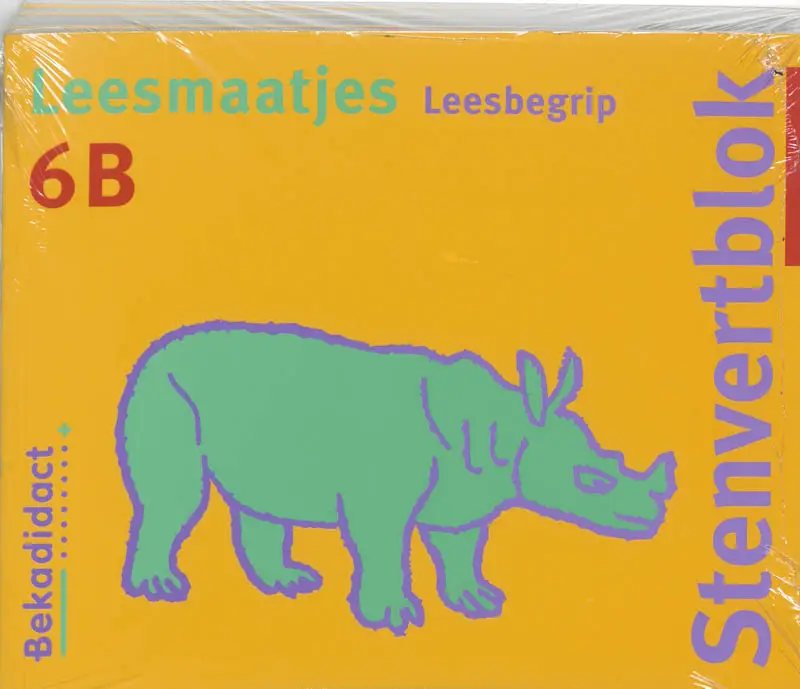 Leesmaatjes Leesbegrip
6B
Stenvertblok
Bekadidact